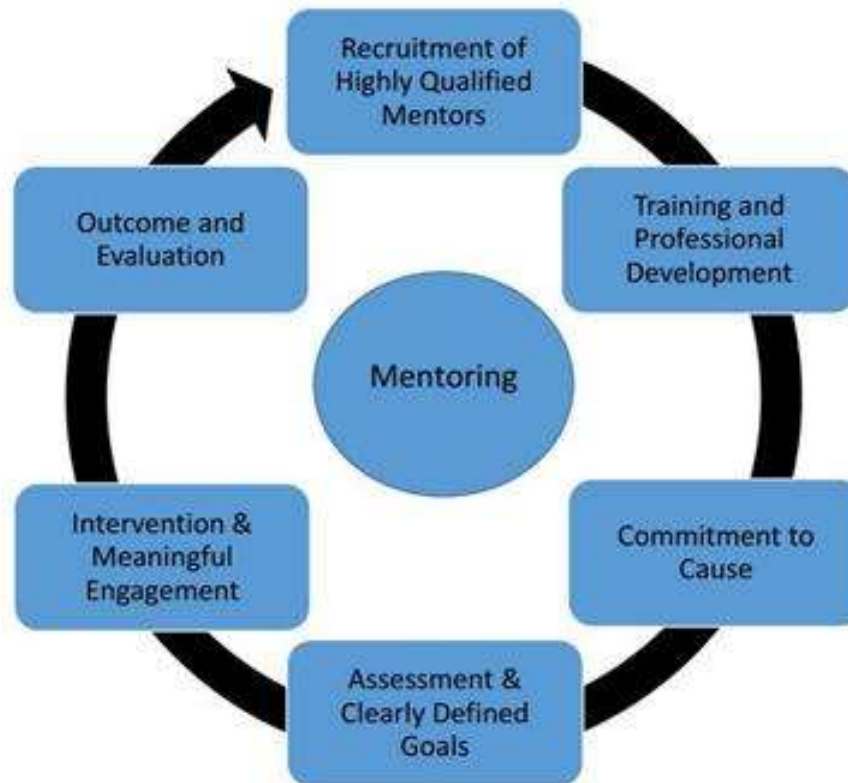 Recruitment of
Highly Qualified
Mentors
Training and
Professional
Development
Commitment to
Cause
Assessment &
Clearly Defined
Goals
Intervention &
Meaningful
Engagement
Outcome and
Evaluation
Mentoring